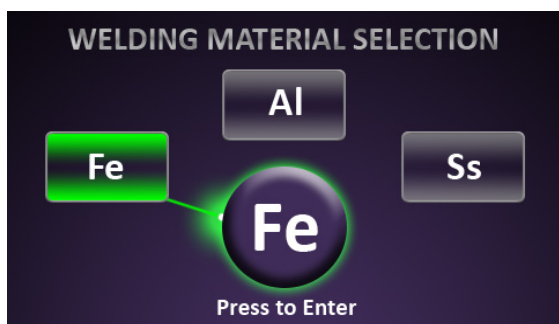 WELDING MATERIAL SELECTION
Al
Fe
Ss
Fe
Press to Enter